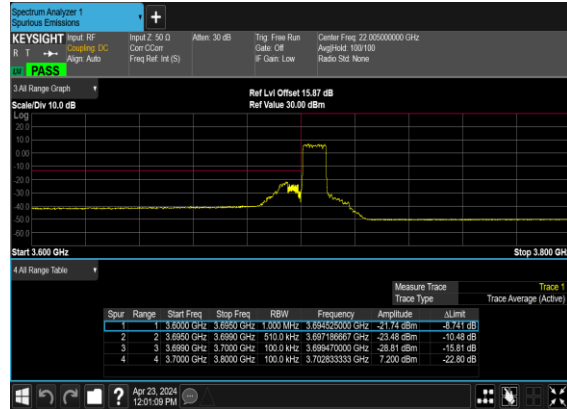 Spectrum Analyzer 1
Spurious Emissions
KEYSIGHT Input: RF Input Z: 50 Ω Atten: 30 dB Trig: Free Run Center Freq: 22.005000000 GHz
R T Coupling: DC Corr CCorr Gate: Off Avg|Hold: 100/100
Align: Auto Freq Ref: Int (S) IF Gain: Low Radio Std: None
PASS
3 All Range Graph Ref Lvl Offset 15.87 dB
Scale/Div 10.0 dB Ref Value 30.00 dBm
Log
20.0
10.0
0.00
-10.0
-20.0
-30.0
-40.0
-50.0
-60.0
Start 3.600 GHz Stop 3.800 GH
4 All Range Table
Measure Trace Trace 1
Trace Type Trace Average (Active)
Spur Range Start Freq Stop Freq RBW Frequency Amplitude ΔLimit
1 1 3.6000 GHz 3.6950 GHz 1.000 MHz 3.694525000 GHz -21.74 dBm -8.741 dB
2 2 3.6950 GHz 3.6990 GHz 510.0 kHz 3.697186667 GHz -23.48 dBm -10.48 dB
3 3 3.6990 GHz 3.7000 GHz 100.0 kHz 3.699470000 GHz -28.81 dBm -15.81 dB
4 4 3.7000 GHz 3.8000 GHz 100.0 kHz 3.702833333 GHz 7.200 dBm -22.80 dB
Apr 23, 2024
12:01:09 PM